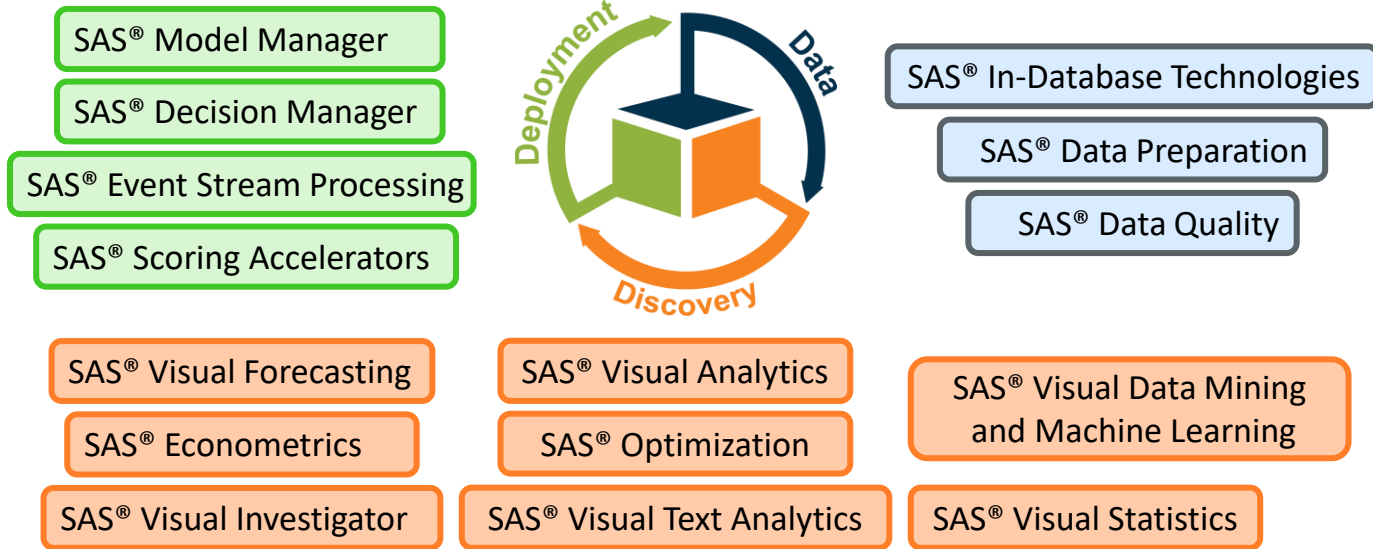 SAS® Model Manager
SAS® Decision Manager
SAS® Event Stream Processing
SAS® Scoring Accelerators
Deployment
Data
Discovery
SAS® In-Database Technologies
SAS® Data Preparation
SAS® Data Quality
SAS® Visual Forecasting
SAS® Econometrics
SAS® Visual Investigator
SAS® Visual Analytics
SAS® Optimization
SAS® Visual Text Analytics
SAS® Visual Data Mining
and Machine Learning
SAS® Visual Statistics